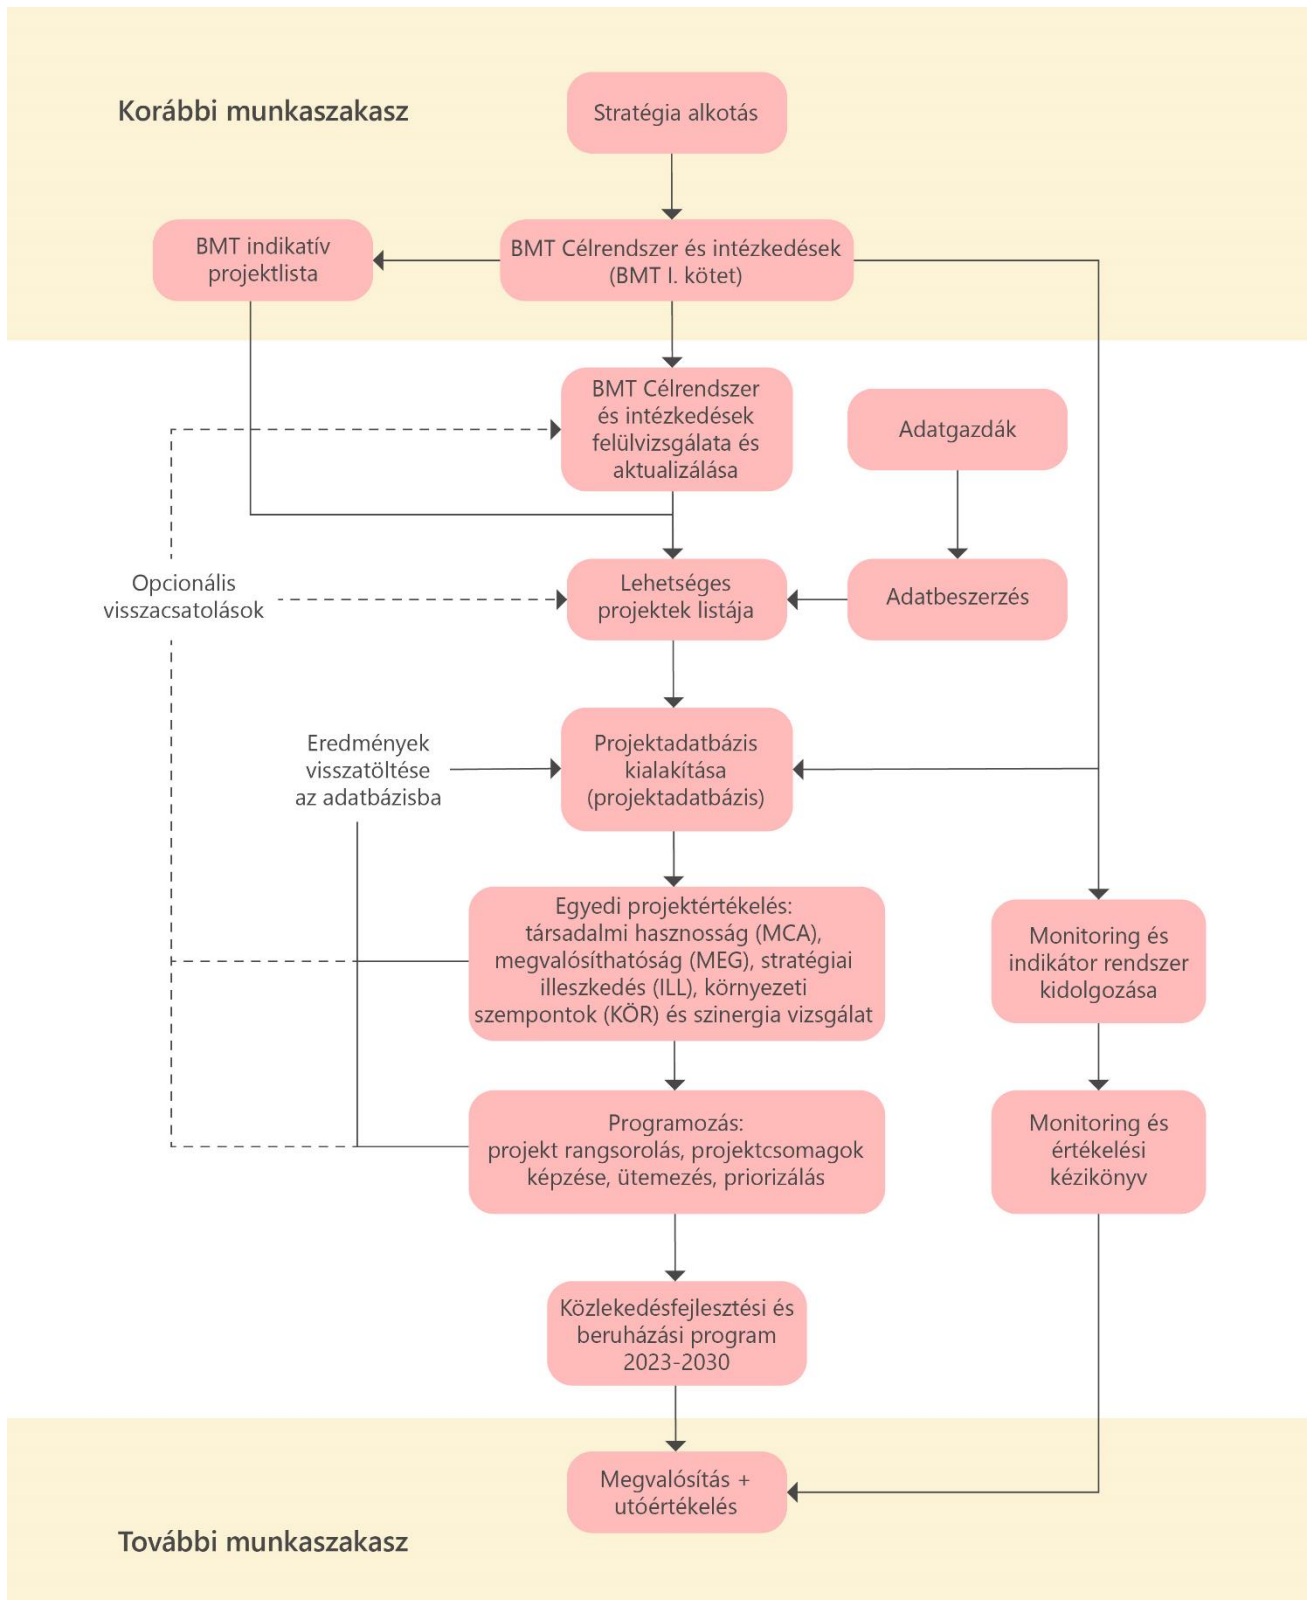 Korábbi munkaszakasz
Stratégia alkotás
BMT indikatív
projektlista
BMT Célrendszer és intézkedések
(BMT I. kötet)
BMT Célrendszer
és intézkedések
felülvizsgálata és
aktualizálása
Adatgazdák
Opcionális
visszacsatolások
Lehetséges
projektek listája
Adatbeszerzés
Eredmények
visszatöltése
az adatbázisba
Projektadatbázis
kialakítása
(projektadatbázis)
Egyedi projektértékelés:
társadalmi hasznosság (MCA),
megvalósíthatóság (MEG), stratégiai
illeszkedés (ILL), környezeti
szempontok (KÖR) és szinergia vizsgálat
Monitoring és
indikátor rendszer
kidolgozása
Programozás:
projekt rangsorolás, projektcsomagok
képzése, ütemezés, priorizálás
Monitoring és
értékelési
kézikönyv
Közlekedésfejlesztési és
beruházási program
2023-2030
Megvalósítás +
utóértékelés
További munkaszakasz